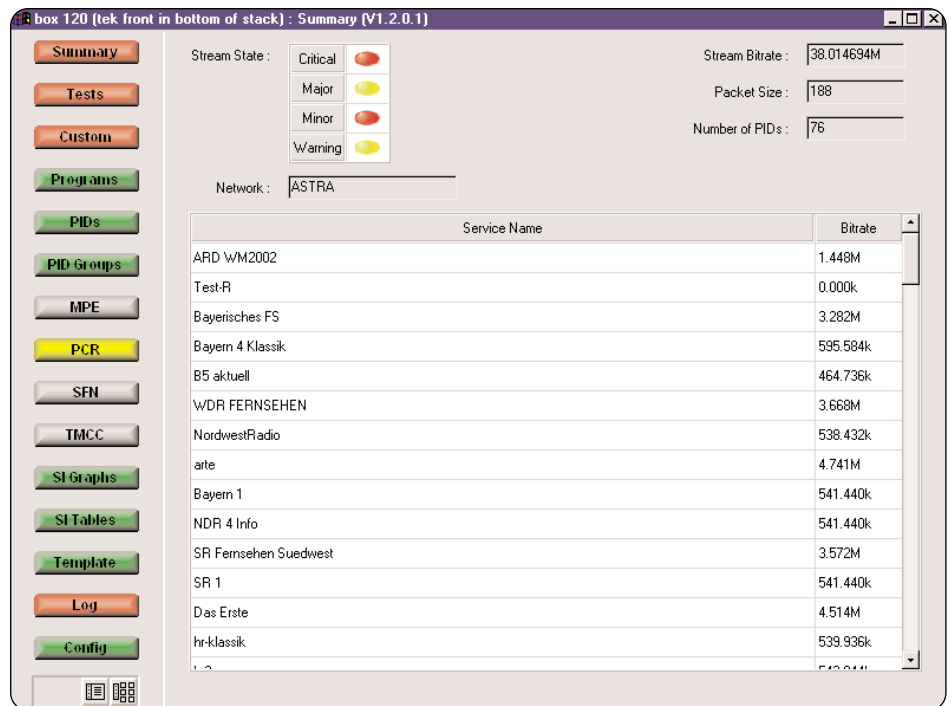 box 120 (tek front in bottom of stack) : Summary (V1.2.0.1)
Summary
Tests
Custom
Programs
PIDs
PID Groups
MPE
PCR
SFN
TMCC
SI Graphs
SI Tables
Template
Log
Config
Stream State :
Critical
Major
Minor
Warning
Stream Bitrate : 38.014694M
Packet Size : 188
Number of PIDs : 76
Network : ASTRA
Service Name Bitrate
ARD WM2002 1.448M
Test-R 0.000k
Bayerisches FS 3.282M
Bayern 4 Klassik 595.584k
B5 aktuell 464.736k
WDR FERNSEHEN 3.668M
NordwestRadio 538.432k
arte 4.741M
Bayern 1 541.440k
NDR 4 Info 541.440k
SR Fernsehen Suedwest 3.572M
SR 1 541.440k
Das Erste 4.514M
hr-klassik 539.936k